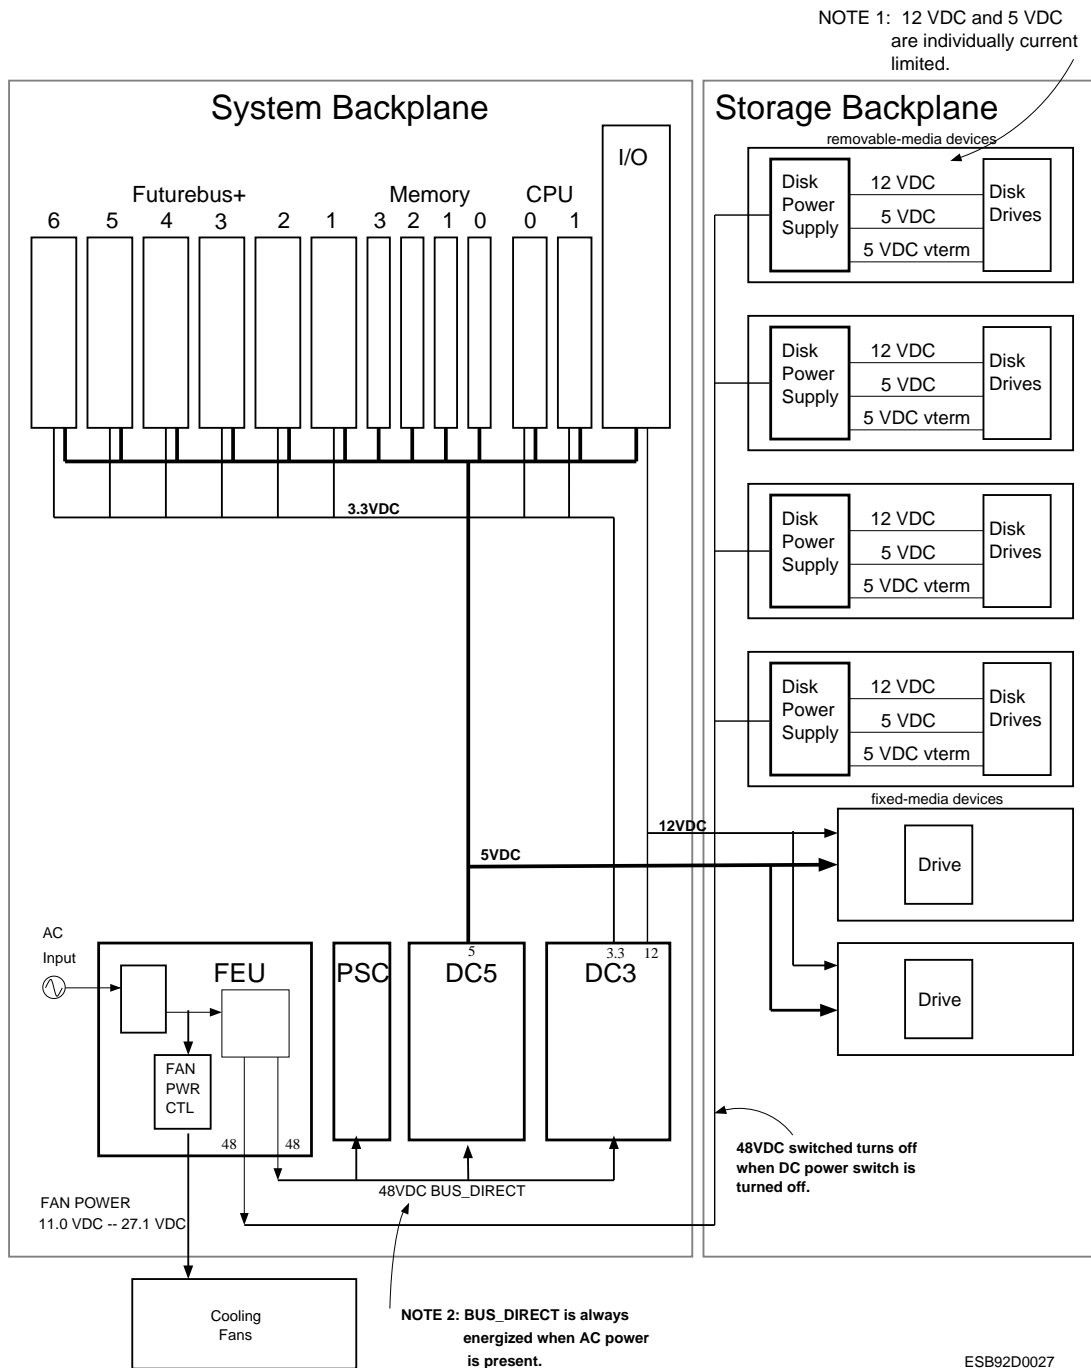 NOTE 1: 12 VDC and 5 VDC
are individually current
limited.
System Backplane
Storage Backplane
removable-media devices
I/O
Futurebus+
Memory
CPU
6 5 4 3 2 1 3 2 1 0 0 1
Disk
Power
Supply
12 VDC
5 VDC
5 VDC vterm
Disk
Drives
Disk
Power
Supply
12 VDC
5 VDC
5 VDC vterm
Disk
Drives
3.3VDC
Disk
Power
Supply
12 VDC
5 VDC
5 VDC vterm
Disk
Drives
Disk
Power
Supply
12 VDC
5 VDC
5 VDC vterm
Disk
Drives
fixed-media devices
12VDC
5VDC
Drive
Drive
AC
Input
FEU
PSC
5
DC5
3.3 12
DC3
FAN
PWR
CTL
48 48
48VDC BUS_DIRECT
48VDC switched turns off
when DC power switch is
turned off.
FAN POWER
11.0 VDC -- 27.1 VDC
Cooling
Fans
NOTE 2: BUS_DIRECT is always
energized when AC power
is present.
ESB92D0027